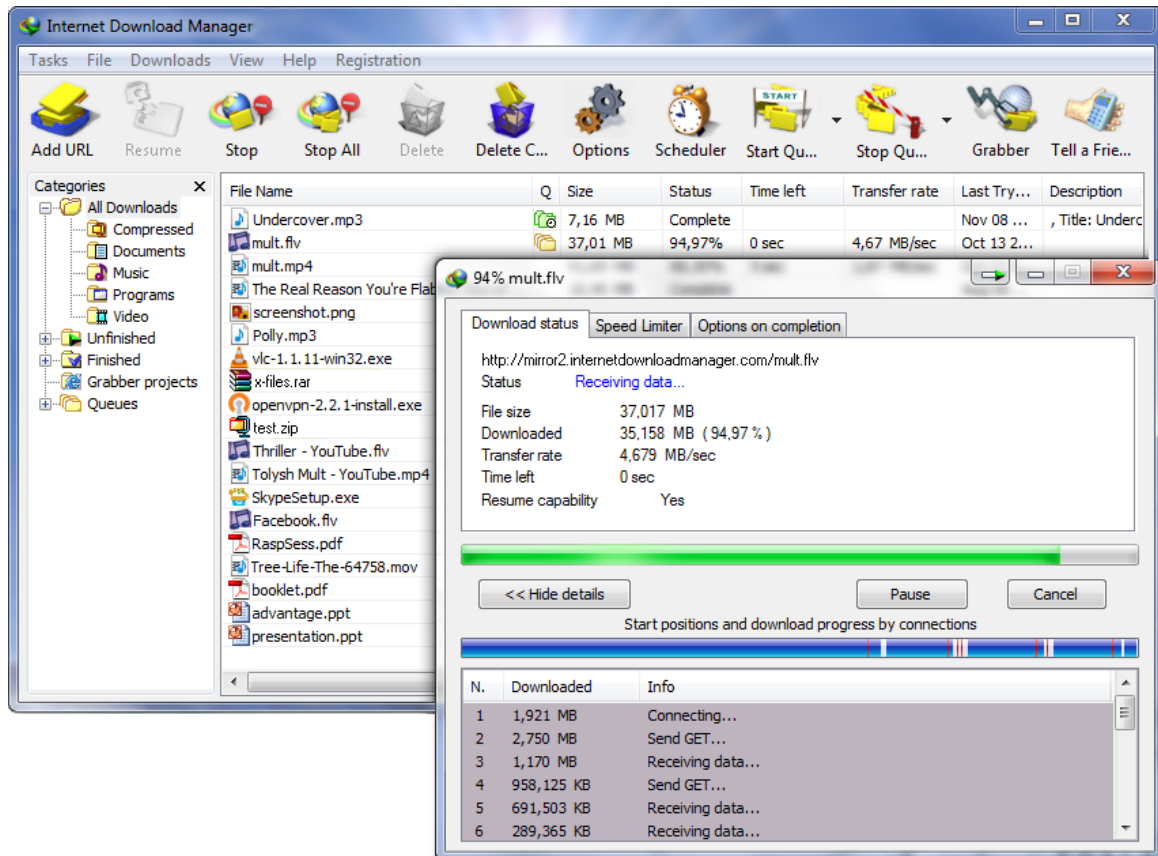 Internet Download Manager
Tasks File Downloads View Help Registration
Add URL Resume Stop Stop All Delete Delete C... Options Scheduler Start Qu... Stop Qu... Grabber Tell a Frie...
START
Categories
All Downloads
Compressed
Documents
Music
Programs
Video
Unfinished
Finished
Grabber projects
Queues
File Name Q Size Status Time left Transfer rate Last Try... Description
Undercover.mp3 7,16 MB Complete Nov 08 ... , Title: Underc
mult.flv 37,01 MB 94,97% 0 sec 4,67 MB/sec Oct 13 2...
mult.mp4
The Real Reason You're Flab
screenshot.png
Polly.mp3
vlc-1.1.11-win32.exe
x-files.rar
openvpn-2.2.1-install.exe
test.zip
Thriller - YouTube.flv
Tolysh Mult - YouTube.mp4
SkypeSetup.exe
Facebook.flv
RaspSess.pdf
Tree-Life-The-64758.mov
booklet.pdf
advantage.ppt
presentation.ppt
94% mult.flv
Download status Speed Limiter Options on completion
http://mirror2.internetdownloadmanager.com/mult.flv
Status Receiving data...
File size 37,017 MB
Downloaded 35,158 MB ( 94,97 % )
Transfer rate 4,679 MB/sec
Time left 0 sec
Resume capability Yes
<< Hide details Pause Cancel
Start positions and download progress by connections
N. Downloaded Info
1 1,921 MB Connecting...
2 2,750 MB Send GET...
3 1,170 MB Receiving data...
4 958,125 KB Send GET...
5 691,503 KB Receiving data...
6 289,365 KB Receiving data...